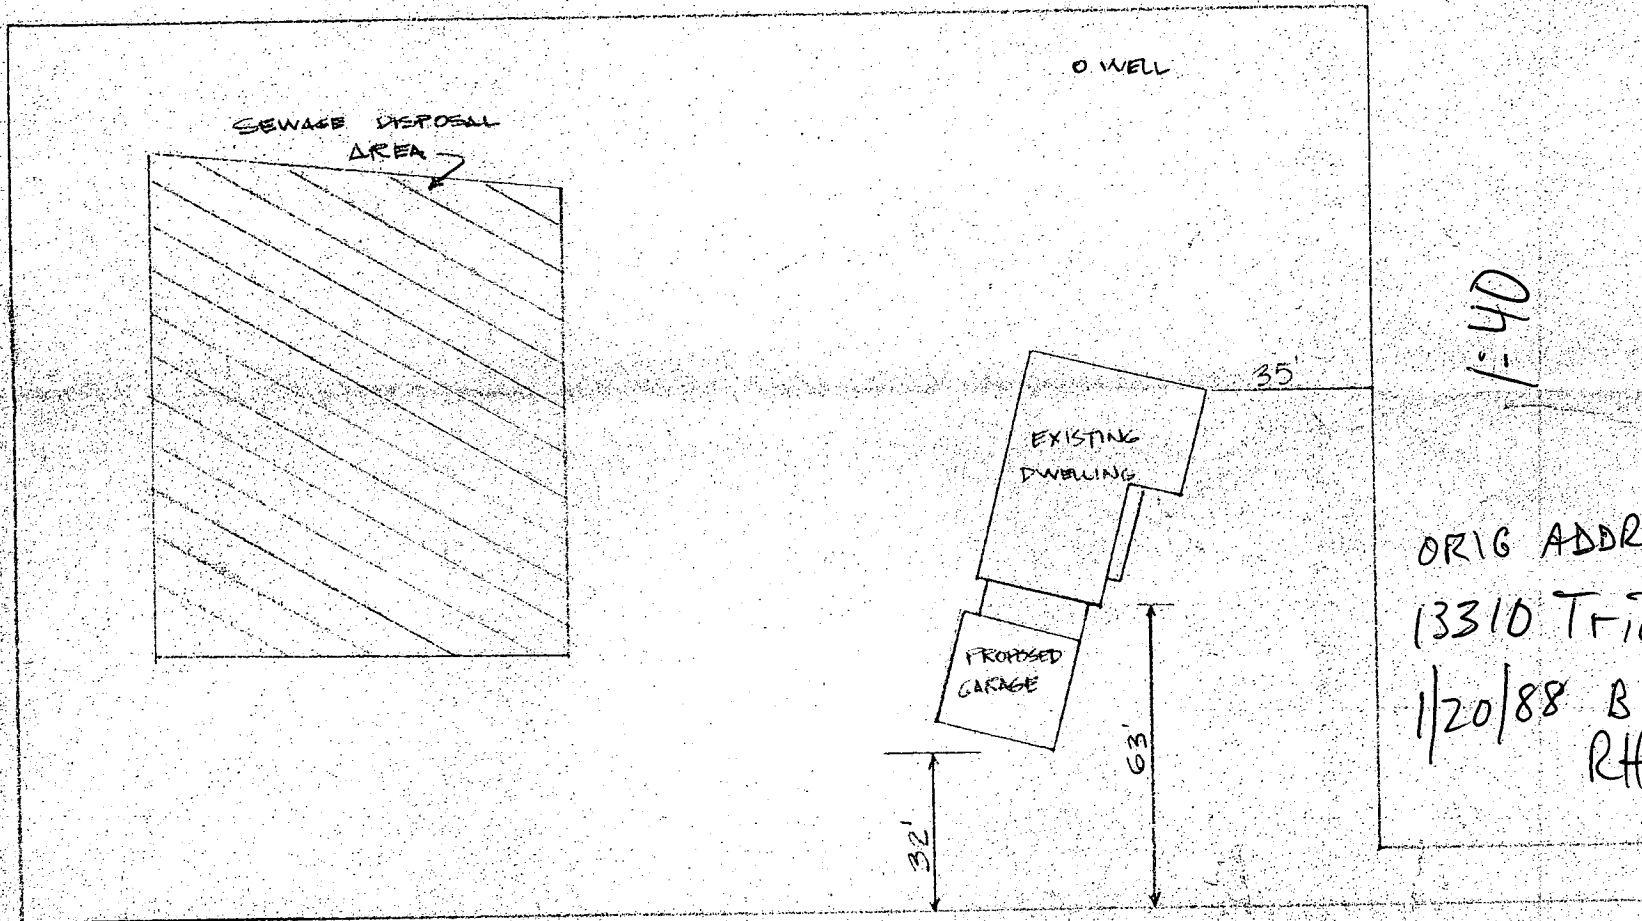 O WELL
SEWAGE DISPOSAL
AREA
35'
1:40
EXISTING
DWELLING
ORIG ADDR
13310
PROPOSED
GARAGE
1/20/88 B
RH
63'
32'